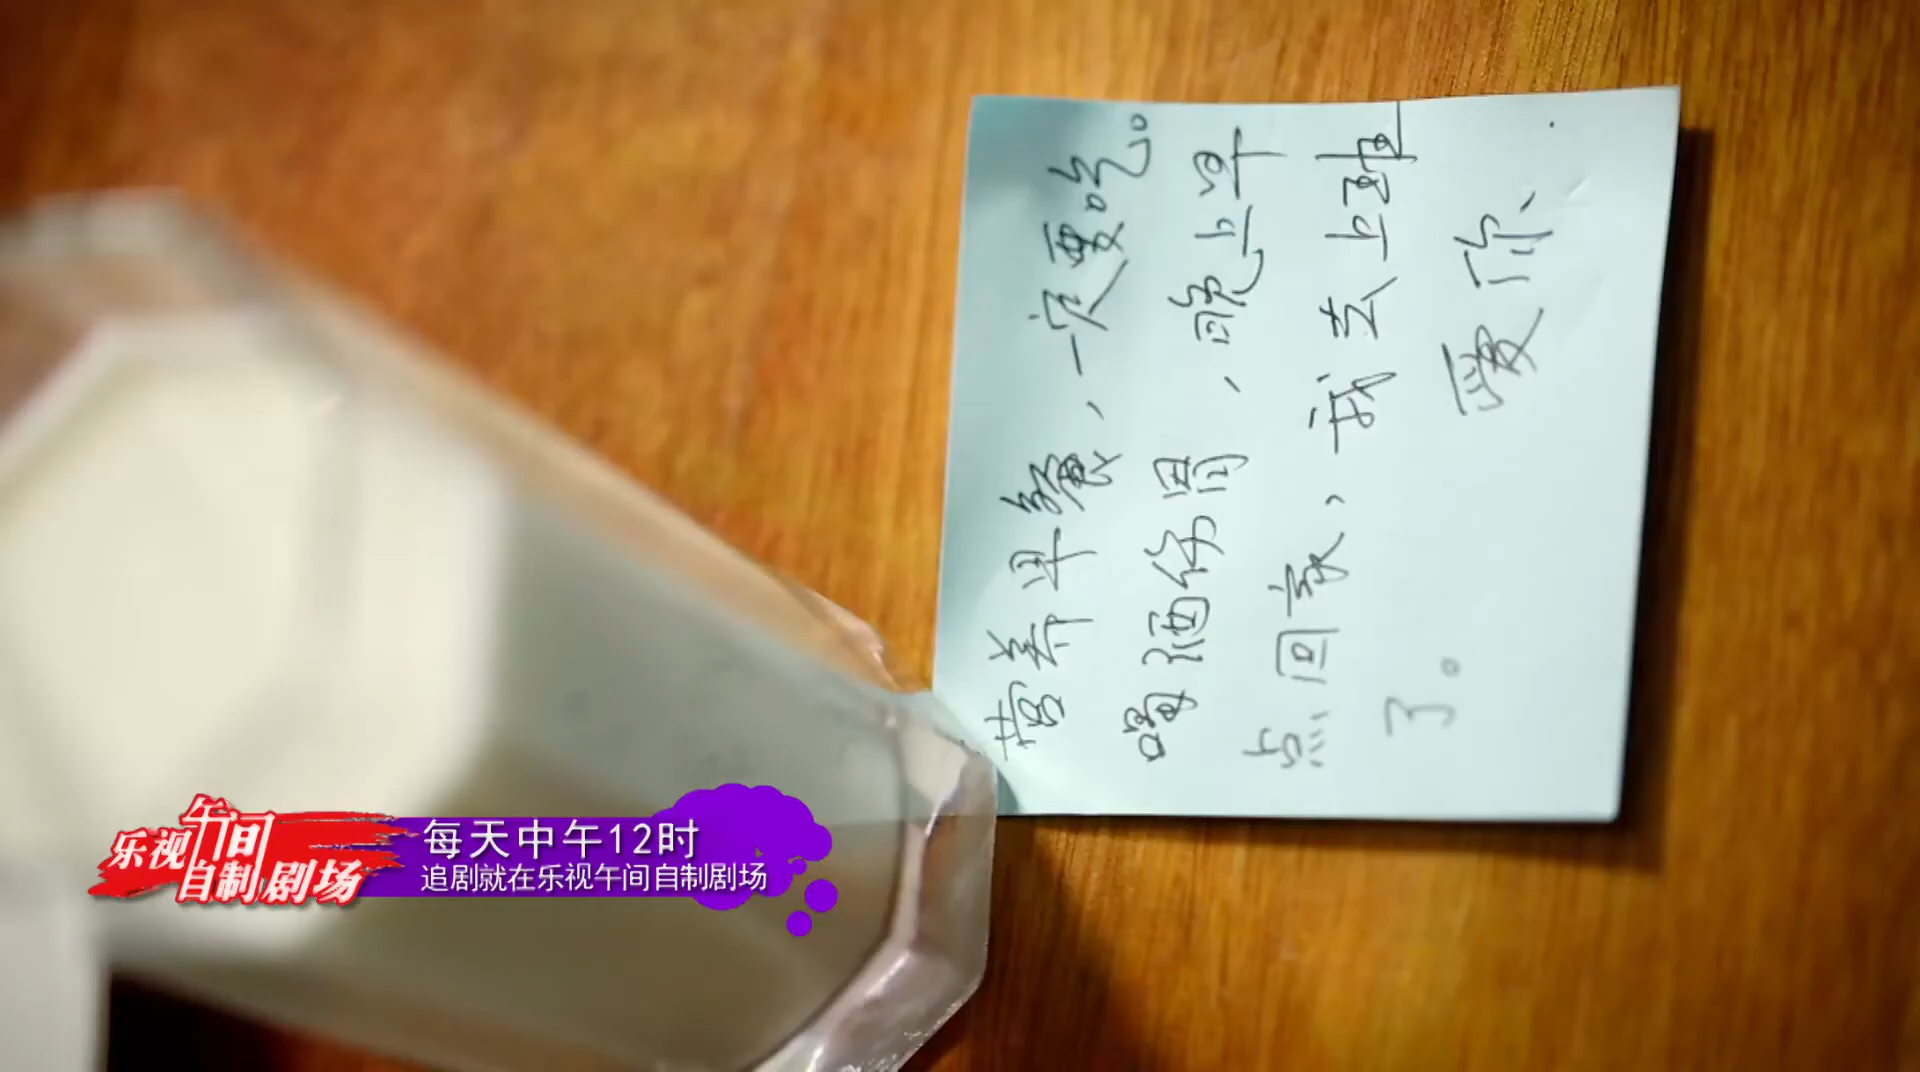 营养早餐，一定要吃。
喝酒伤胃，晚上早
点回家，我去上班
了。
爱你、
乐视午间自制剧场
每天中午12时
追剧就在乐视午间自制剧场